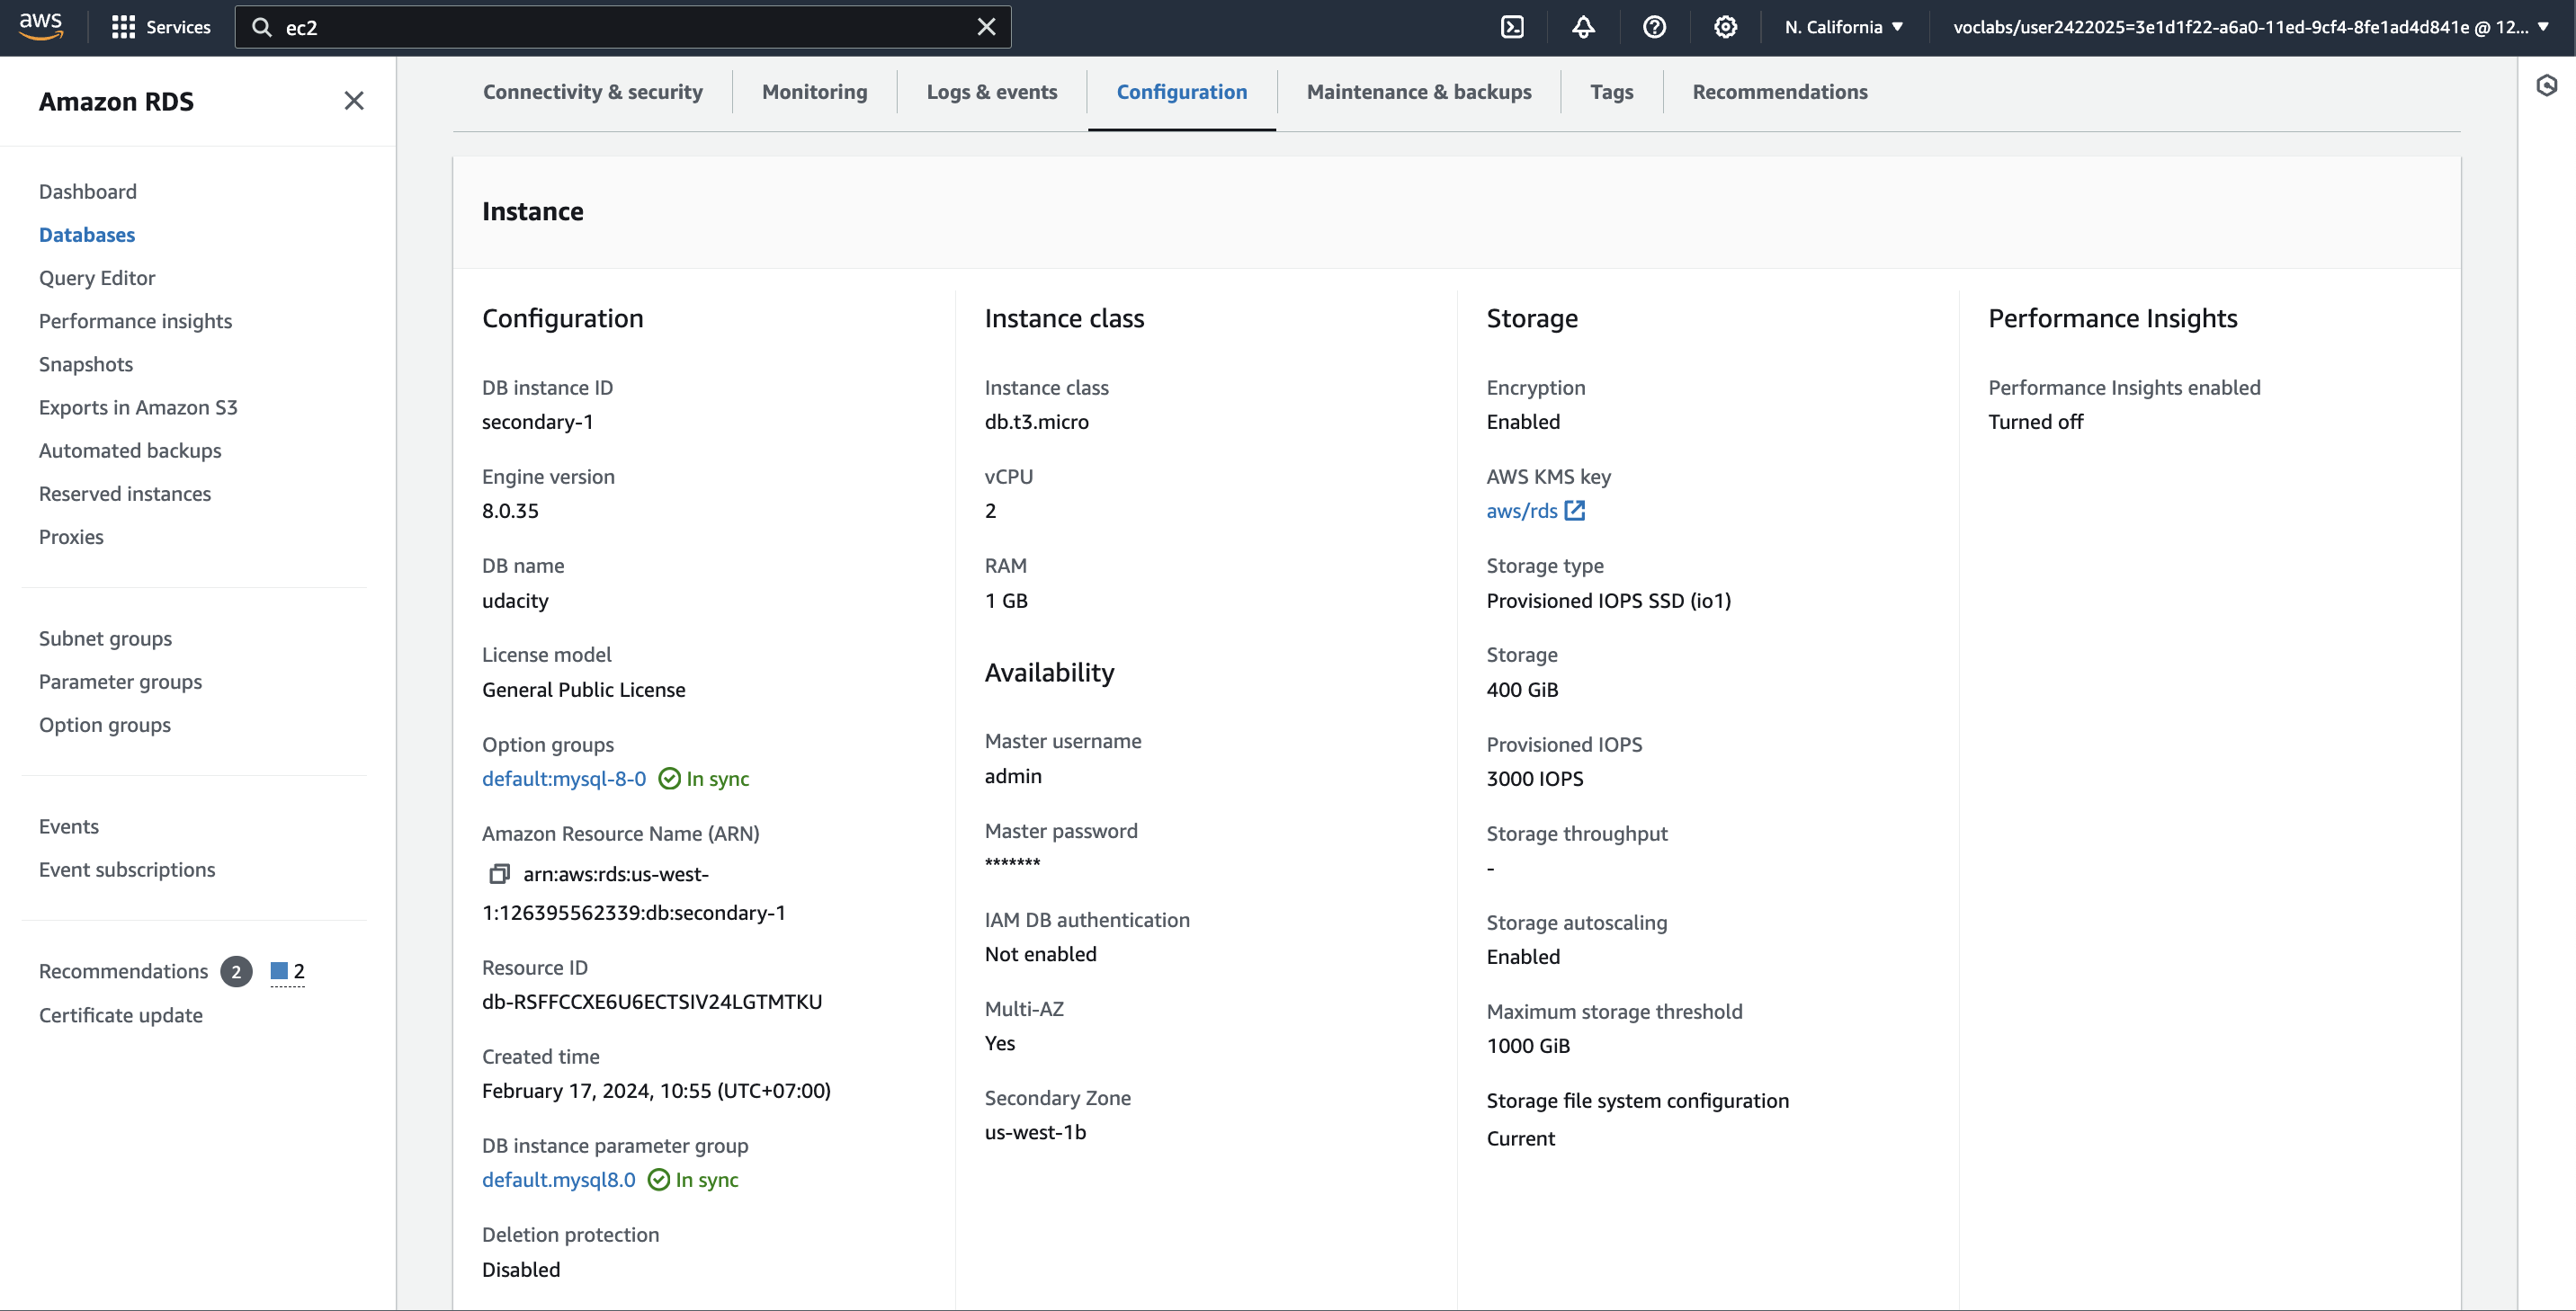 aws
Services
ec2
N. California
voclabs/user2422025=3e1d1f22-a6a0-11ed-9cf4-8fe1ad4d841e @ 12...
Amazon RDS
Dashboard
Databases
Query Editor
Performance insights
Snapshots
Exports in Amazon S3
Automated backups
Reserved instances
Proxies
Subnet groups
Parameter groups
Option groups
Events
Event subscriptions
Recommendations 2 2
Certificate update
Connectivity & security
Monitoring
Logs & events
Configuration
Maintenance & backups
Tags
Recommendations
Instance
Configuration
DB instance ID
secondary-1
Engine version
8.0.35
DB name
udacity
License model
General Public License
Option groups
default:mysql-8-0 In sync
Amazon Resource Name (ARN)
arn:aws:rds:us-west-
1:126395562339:db:secondary-1
Resource ID
db-RSFFCCXE6U6ECTSIV24LGTMTKU
Created time
February 17, 2024, 10:55 (UTC+07:00)
DB instance parameter group
default.mysql8.0 In sync
Deletion protection
Disabled
Instance class
Instance class
db.t3.micro
vCPU
2
RAM
1 GB
Availability
Master username
admin
Master password
*******
IAM DB authentication
Not enabled
Multi-AZ
Yes
Secondary Zone
us-west-1b
Storage
Encryption
Enabled
AWS KMS key
aws/rds
Storage type
Provisioned IOPS SSD (io1)
Storage
400 GiB
Provisioned IOPS
3000 IOPS
Storage throughput
-
Storage autoscaling
Enabled
Maximum storage threshold
1000 GiB
Storage file system configuration
Current
Performance Insights
Performance Insights enabled
Turned off